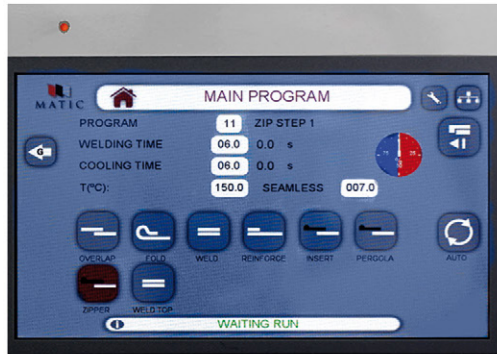 MATIC
MAIN PROGRAM
PROGRAM 11 ZIP STEP 1
WELDING TIME 06.0 0.0 s
G
COOLING TIME 06.0 0.0 s
T(ºC): 150.0 SEAMLESS 007.0
OVERLAP FOLD WELD REINFORCE INSERT PERGOLA AUTO
ZIPPER WELD TOP
WAITING RUN